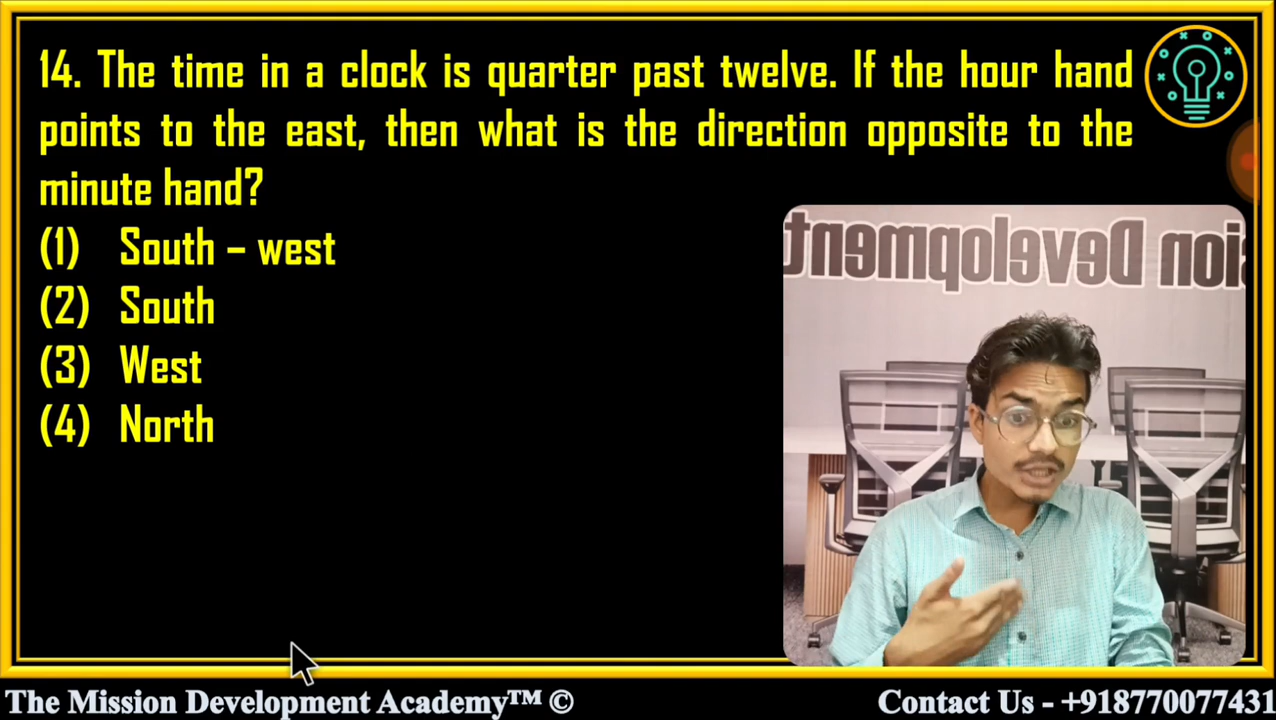 14. The time in a clock is quarter past twelve. If the hour hand
points to the east, then what is the direction opposite to the
minute hand?
(1) South – west
(2) South
(3) West
(4) North
ion Development
The Mission Development Academy™ ©
Contact Us - +918770077431